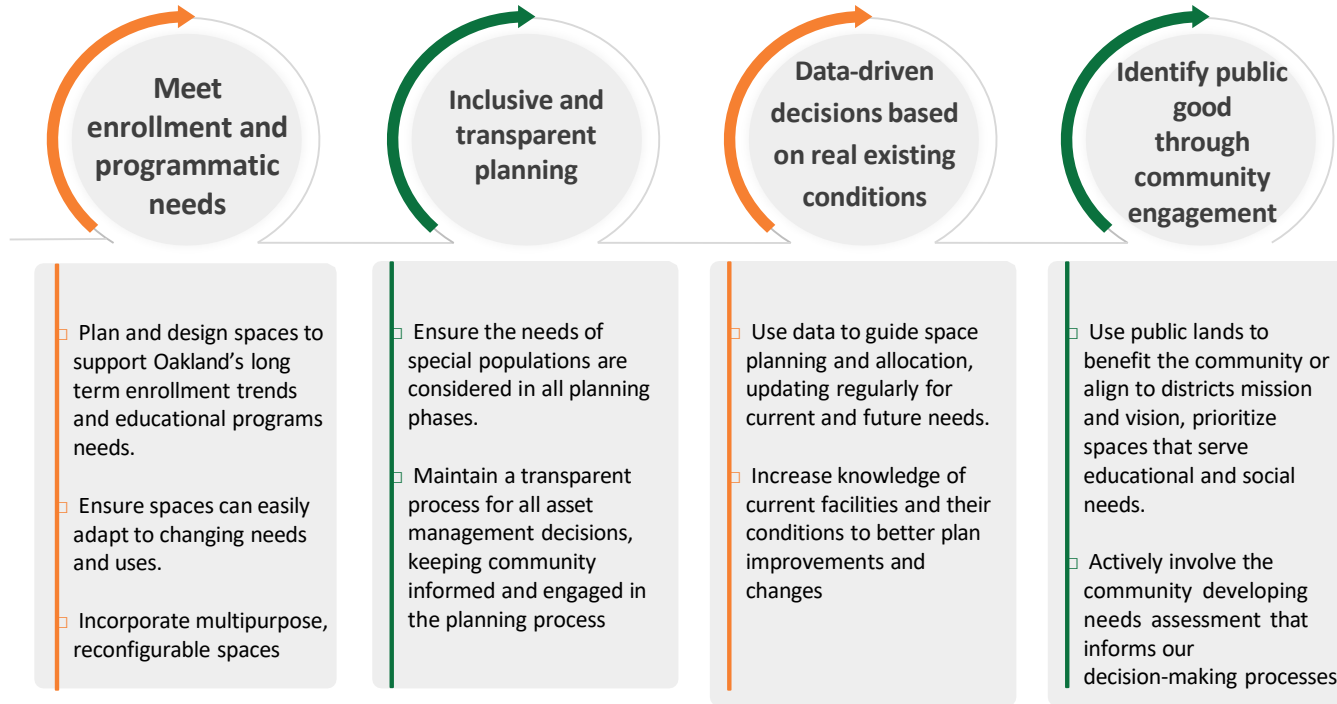 Meet
enrollment and
programmatic
needs
Inclusive and
transparent
planning
Data-driven
decisions based
on real existing
conditions
Identify public
good
through
community
engagement
Plan and design spaces to
support Oakland’s long
term enrollment trends
and educational programs
needs.
Ensure spaces can easily
adapt to changing needs
and uses.
Incorporate multipurpose,
reconfigurable spaces
Ensure the needs of
special populations are
considered in all planning
phases.
Maintain a transparent
process for all asset
management decisions,
keeping community
informed and engaged in
the planning process
Use data to guide space
planning and allocation,
updating regularly for
current and future needs.
Increase knowledge of
current facilities and their
conditions to better plan
improvements and
changes
Use public lands to
benefit the community or
align to districts mission
and vision, prioritize
spaces that serve
educational and social
needs.
Actively involve the
community developing
needs assessment that
informs our
decision-making processes